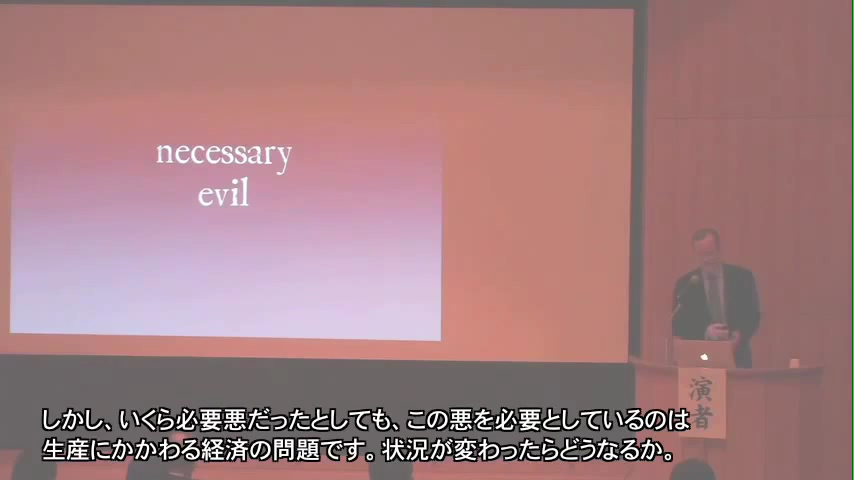 necessary
evil
演
者
しかし、いくら必要悪だったとしても、この悪を必要としているのは
生産にかかわる経済の問題です。状況が変わったらどうなるか。